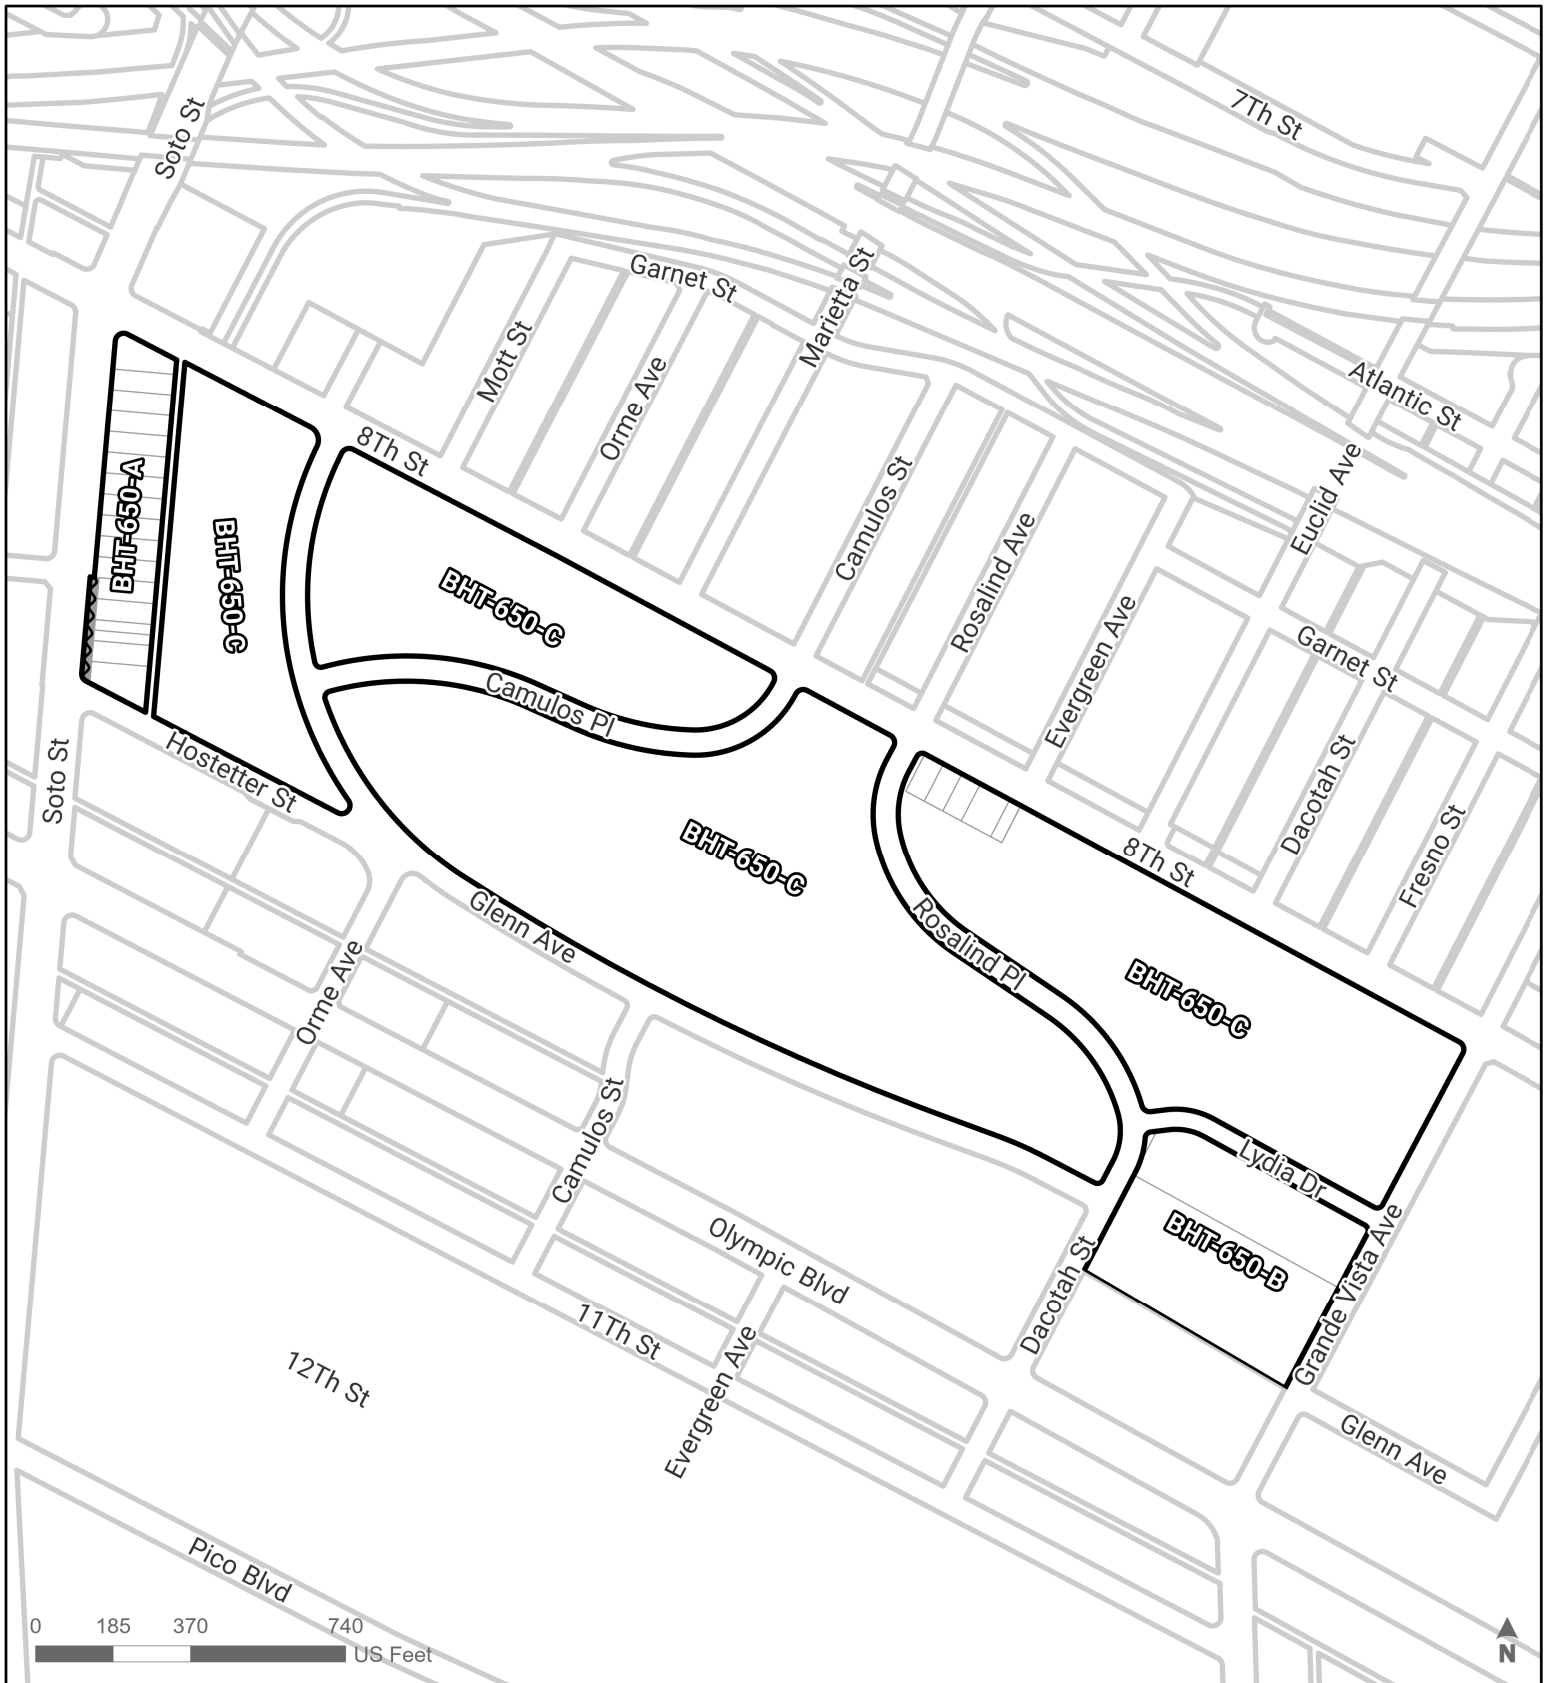 7Th St
Soto St
Garnet St
Marietta St
Mott St
Orme Ave
Atlantic St
8Th St
Camulos St
Euclid Ave
BHT-650-A
BHT-650-C
BHT-650-C
Rosalind Ave
Evergreen Ave
Garnet St
Camulos Pl
Hostetter St
Soto St
Dacotah St
Fresno St
BHT-650-C
8Th St
Glenn Ave
Rosalind Pl
BHT-650-C
Orme Ave
Camulos St
Lydia Dr
BHT-650-B
Olympic Blvd
Dacotah St
Grande Vista Ave
11Th St
12Th St
Evergreen Ave
Glenn Ave
Pico Blvd
0 185 370 740
US Feet
N